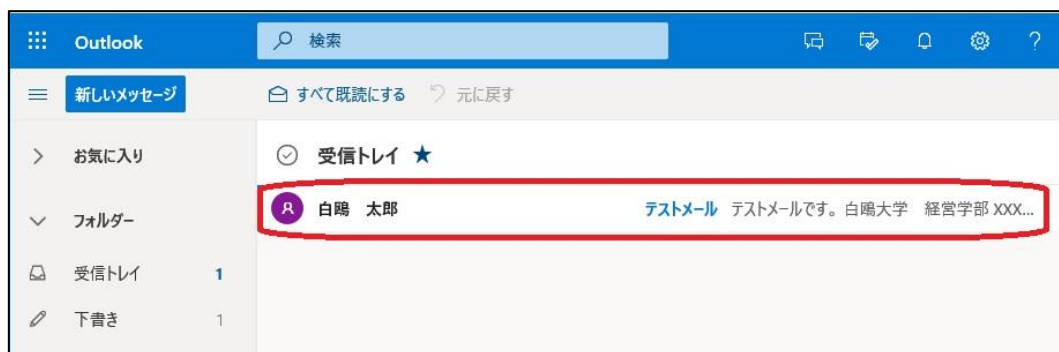 Outlook
検索
新しいメッセージ
すべて既読にする
元に戻す
お気に入り
受信トレイ ★
白鴎 太郎 テストメール テストメールです。白鴎大学 経営学部 XXX...
フォルダー
受信トレイ 1
下書き 1